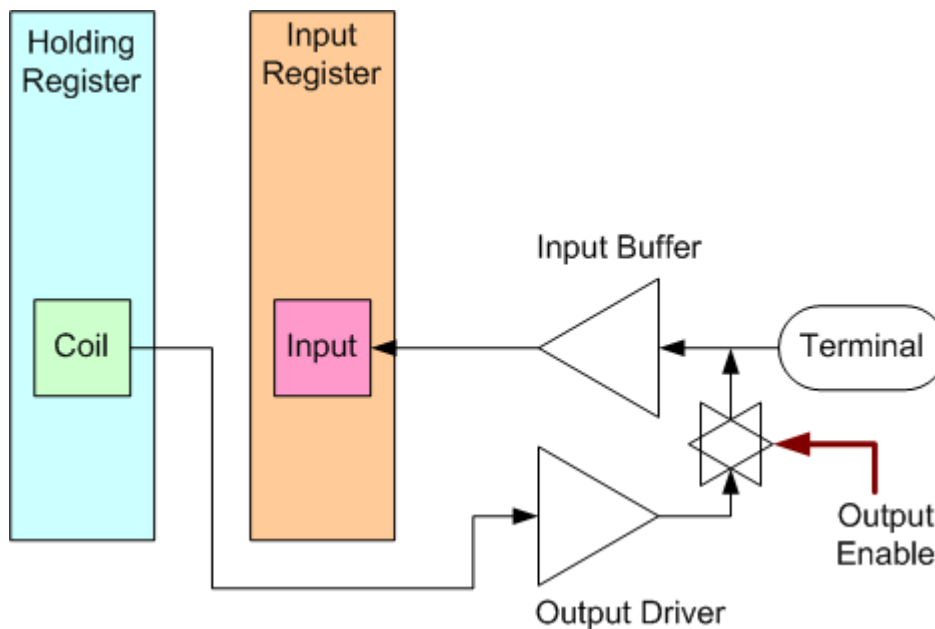 Holding
Register
Input
Register
Input Buffer
Coil
Input
Terminal
Output
Enable
Output Driver